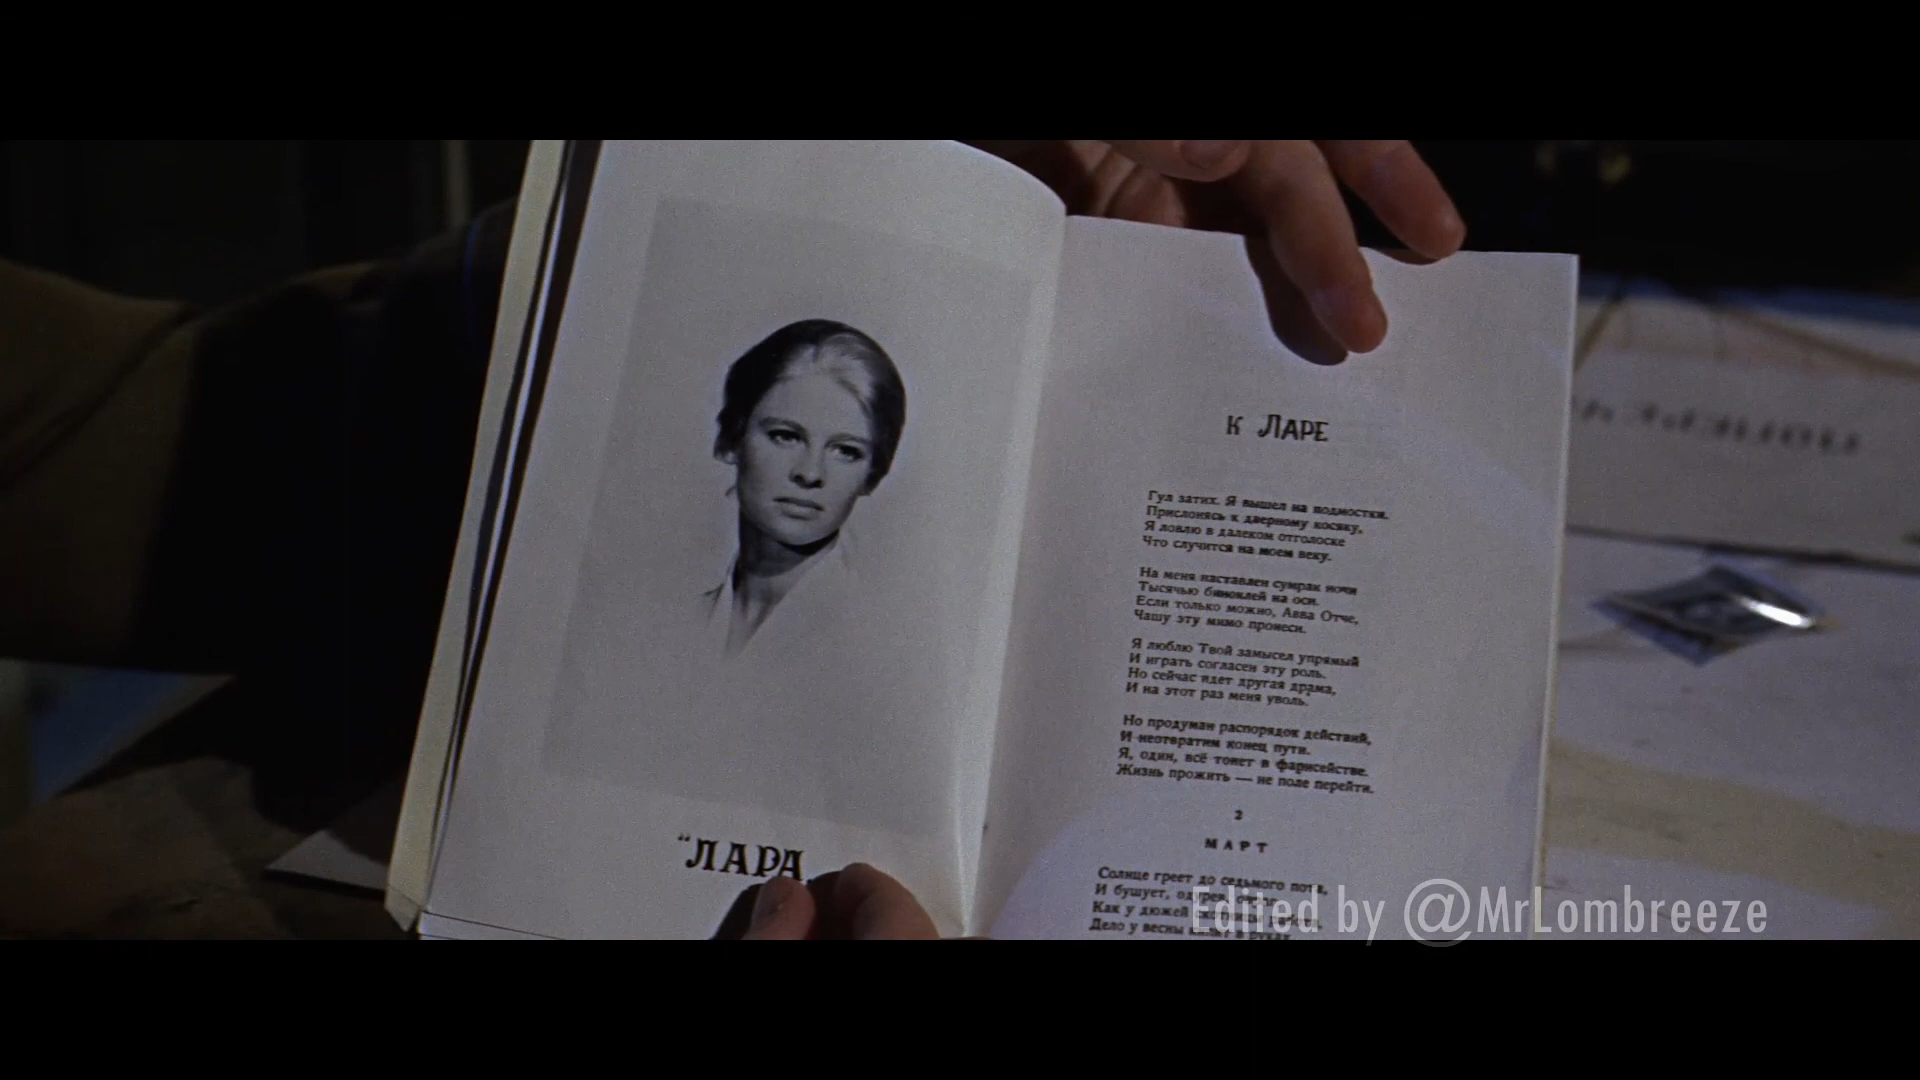 "ЛАРА
К ЛАРЕ
Гул затих. Я вышел на подмостки.
Прислонясь к дверному косяку,
Я ловлю в далеком отголоске
Что случится на моем веку.
На меня наставлен сумрак ночи
Тысячью биноклей на оси.
Если только можно, Авва Отче,
Чашу эту мимо пронеси.
Я люблю Твой замысел упрямый
И играть согласен эту роль.
Но сейчас идет другая драма,
И на этот раз меня уволь.
Но продуман распорядок действий,
И неотвратим конец пути.
Я, один, всё тонет в фарисействе.
Жизнь прожить — не поле перейти.
2
МАРТ
Солнце греет до седьмого пота,
И бушует,
Как у дюжей
Дело у весны кипит в руках.
Edited by @MrLombreeze